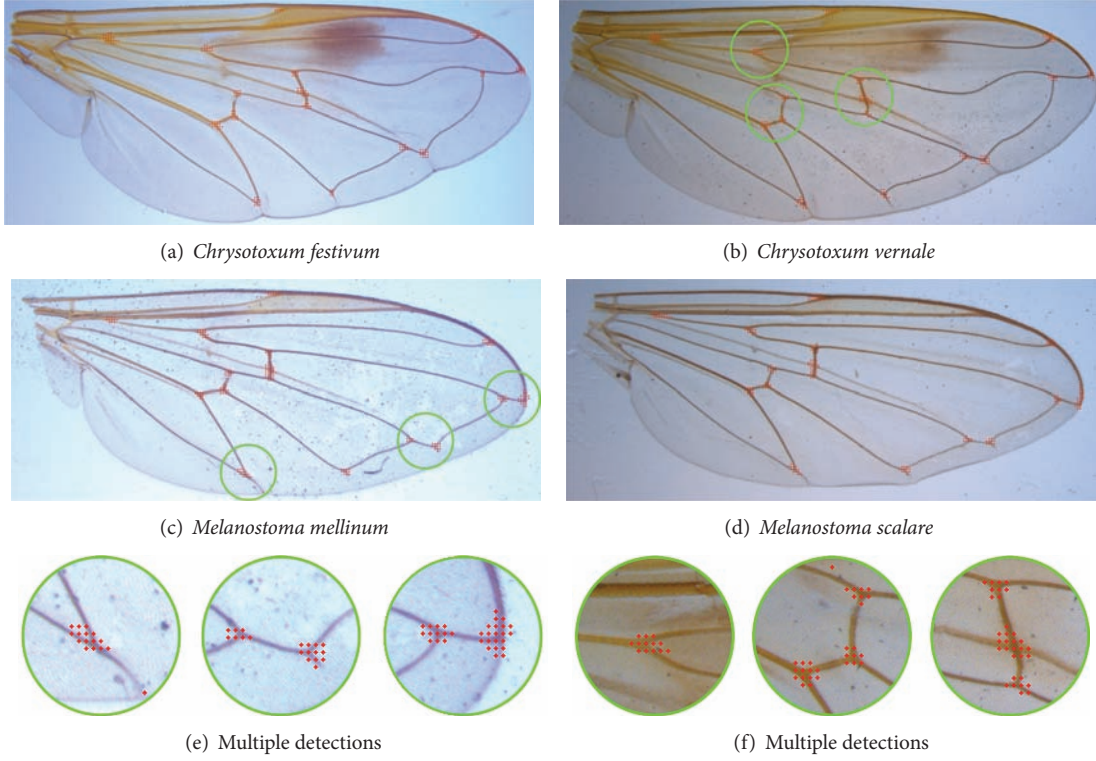 (a) Chrysotoxum festivum
(b) Chrysotoxum vernale
(c) Melanostoma mellinum
(d) Melanostoma scalare
(e) Multiple detections
(f) Multiple detections